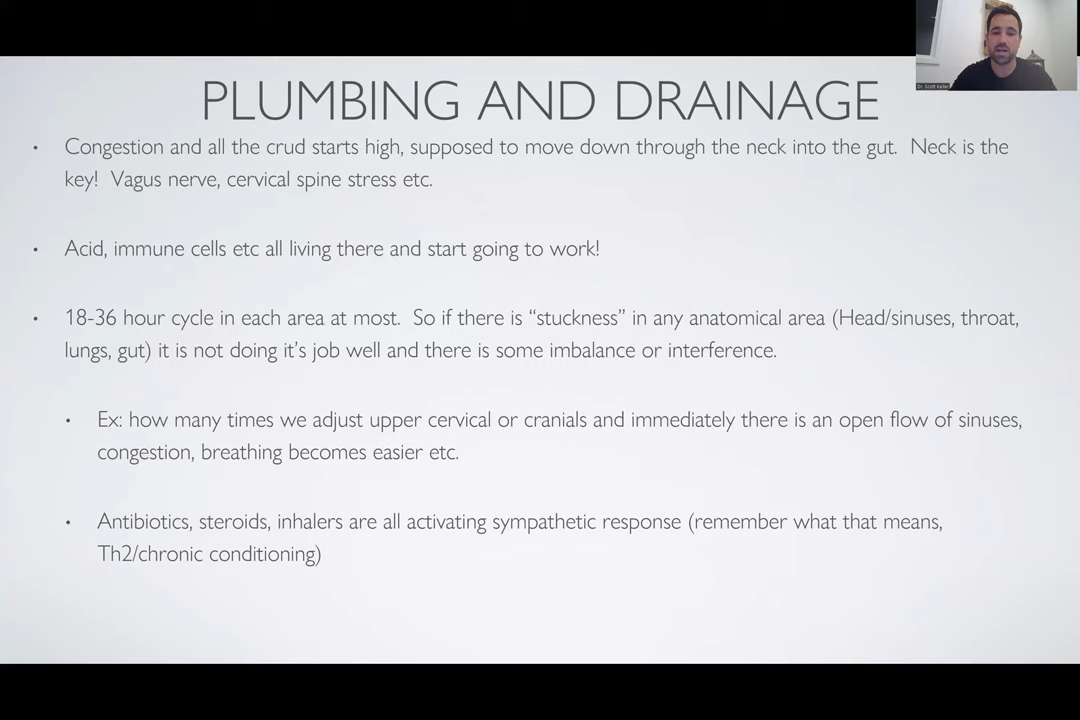 PLUMBING AND DRAINAGE
Dr. Scott Keller
• Congestion and all the crud starts high, supposed to move down through the neck into the gut. Neck is the
key! Vagus nerve, cervical spine stress etc.
• Acid, immune cells etc all living there and start going to work!
• 18-36 hour cycle in each area at most. So if there is “stuckness” in any anatomical area (Head/sinuses, throat,
lungs, gut) it is not doing it’s job well and there is some imbalance or interference.
• Ex: how many times we adjust upper cervical or cranials and immediately there is an open flow of sinuses,
congestion, breathing becomes easier etc.
• Antibiotics, steroids, inhalers are all activating sympathetic response (remember what that means,
Th2/chronic conditioning)